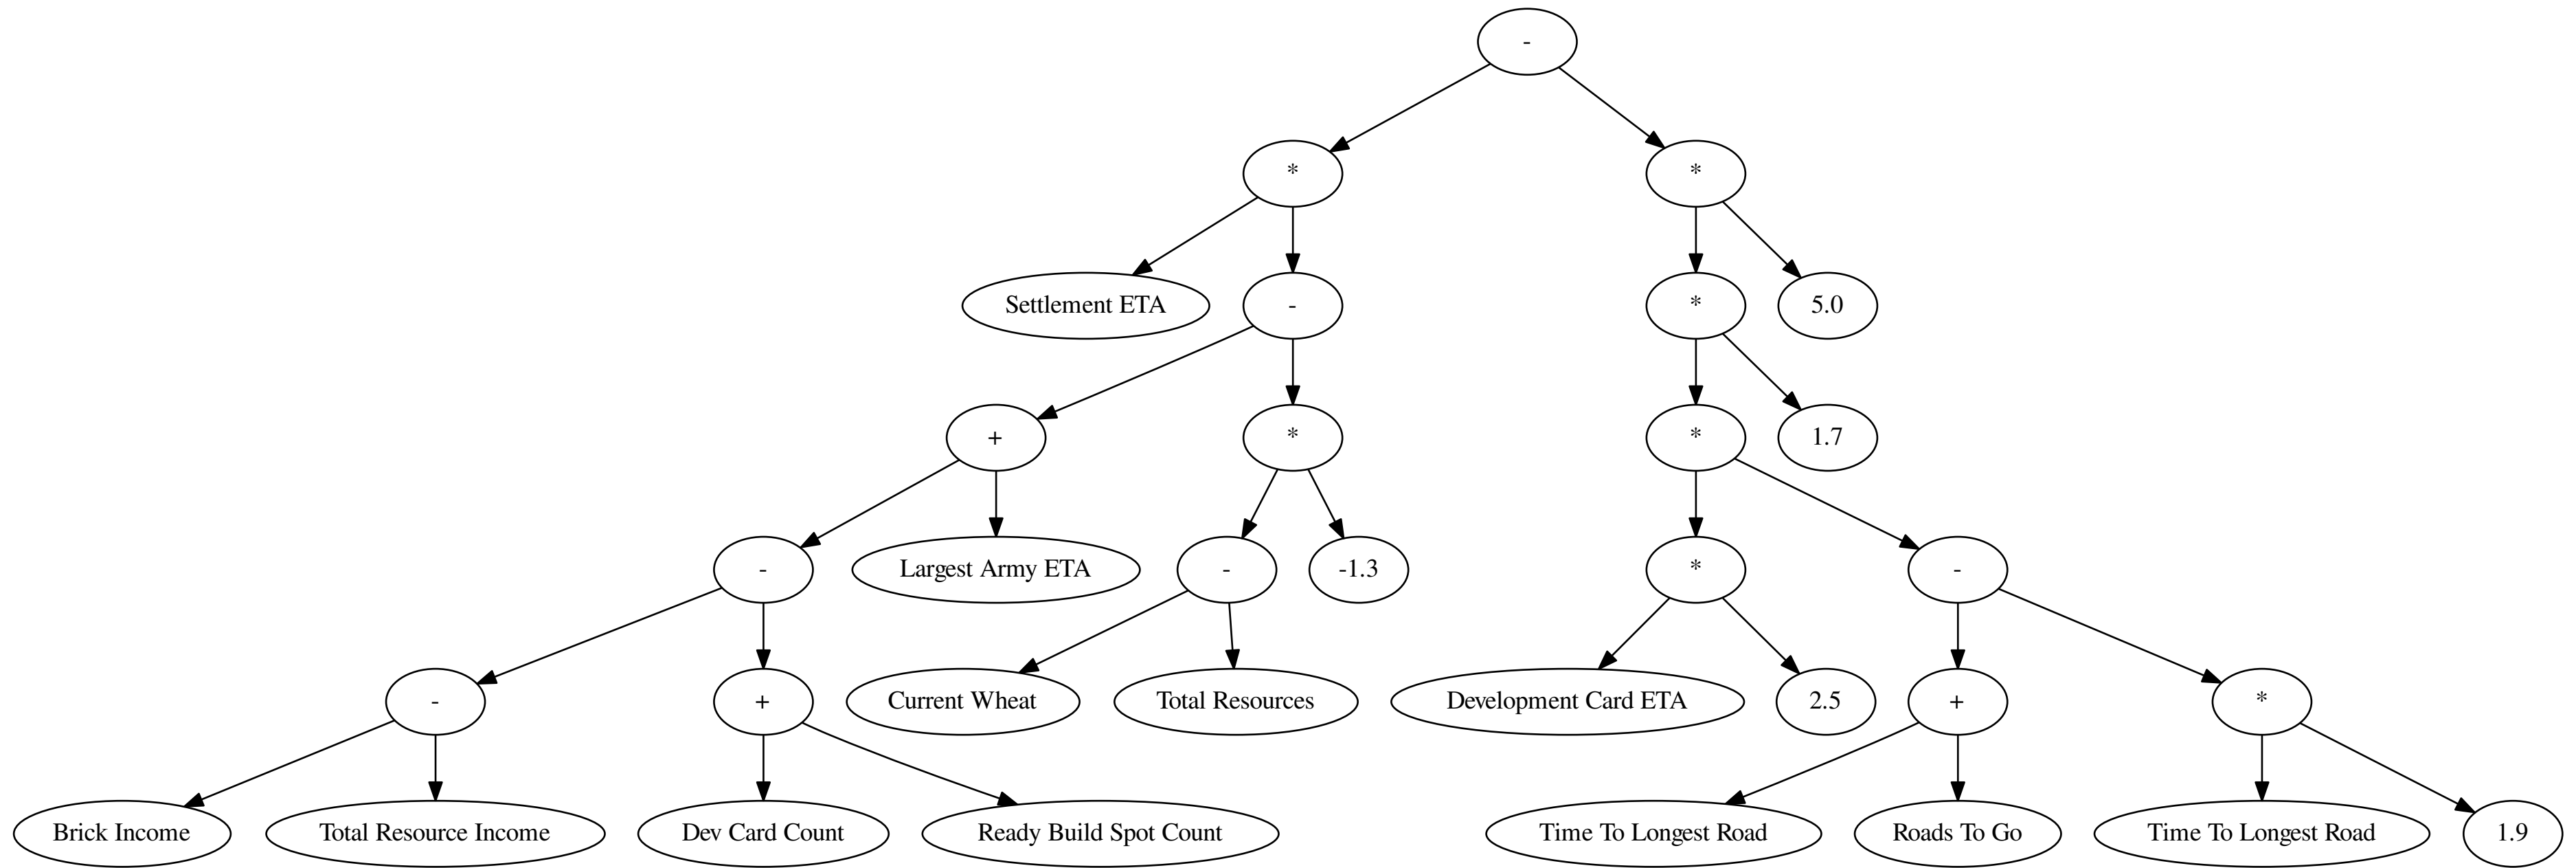 -
* *
Settlement ETA - * 5.0
+ * * 1.7
- Largest Army ETA - -1.3 * -
- + Current Wheat Total Resources Development Card ETA 2.5 + *
Brick Income Total Resource Income Dev Card Count Ready Build Spot Count Time To Longest Road Roads To Go Time To Longest Road 1.9